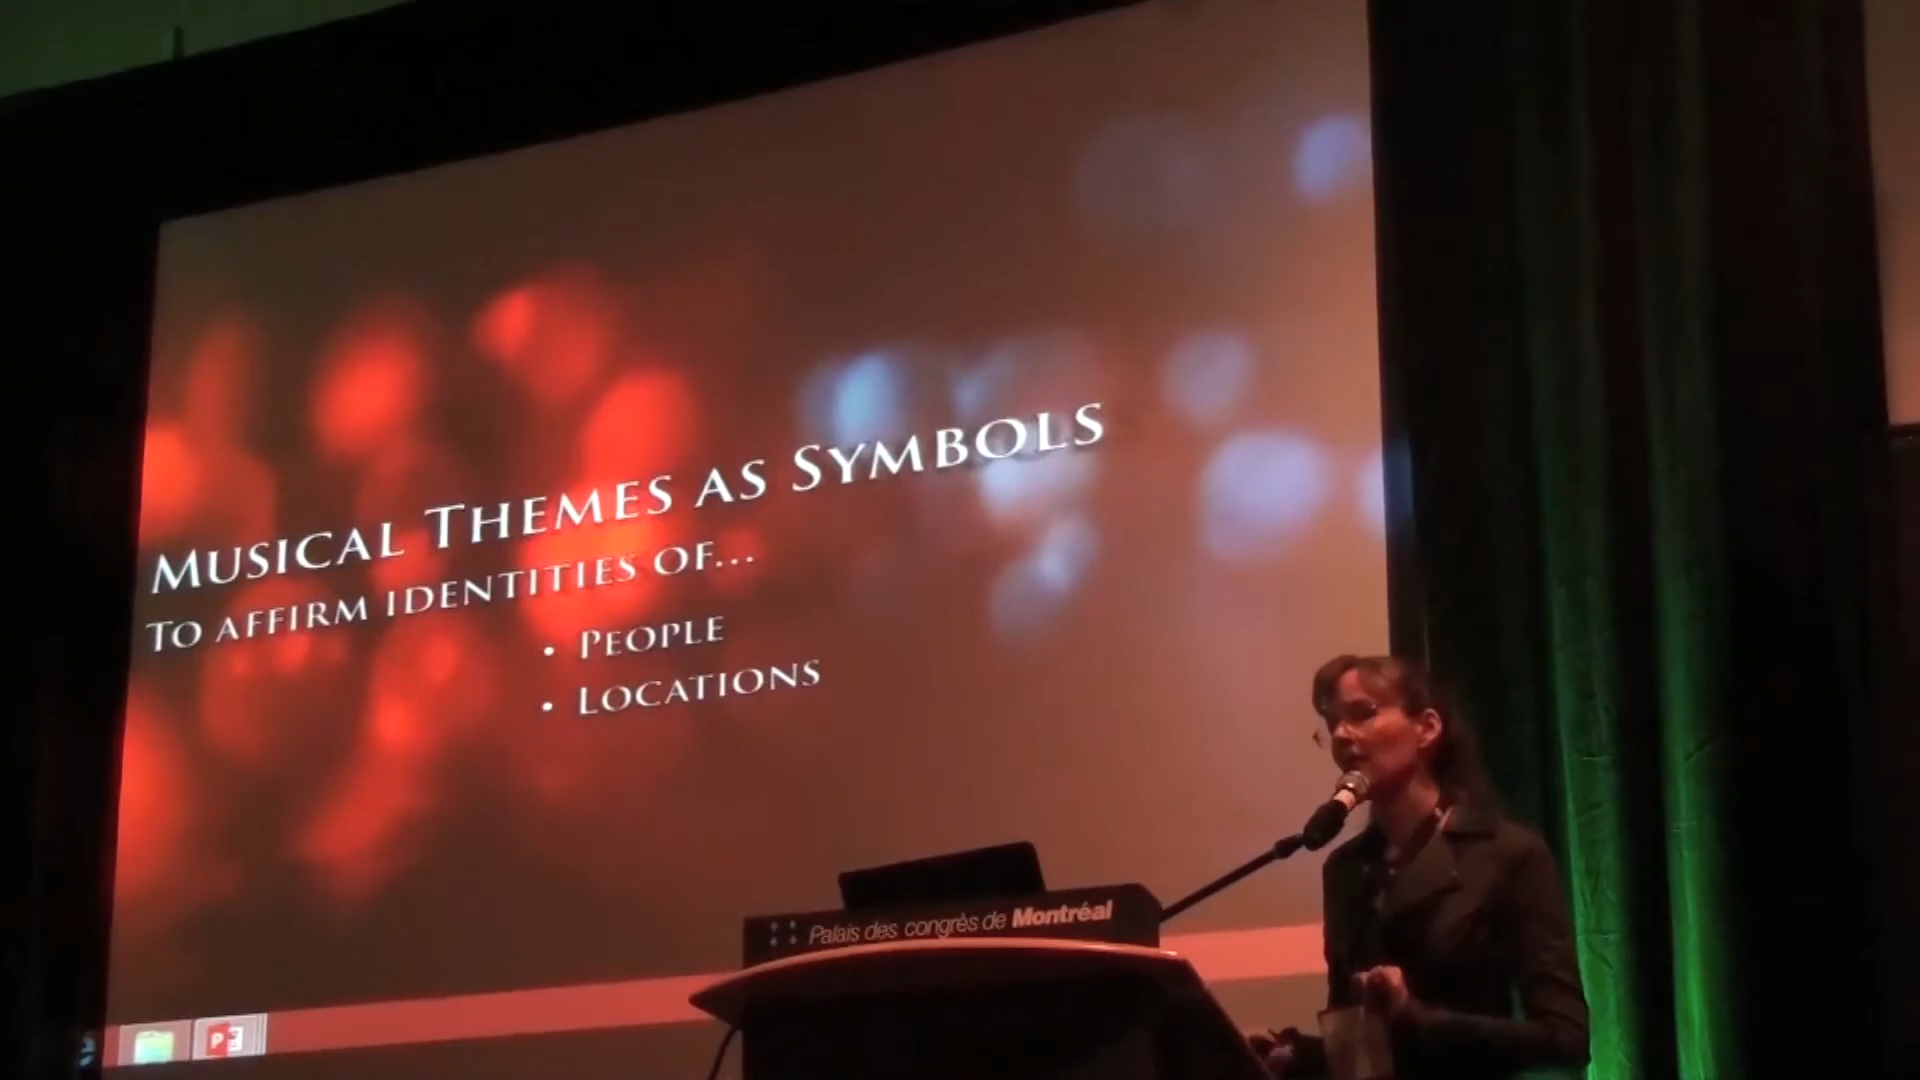 MUSICAL THEMES AS SYMBOLS
TO AFFIRM IDENTITIES OF...
• PEOPLE
• LOCATIONS
Palais des congrès de Montréal
P